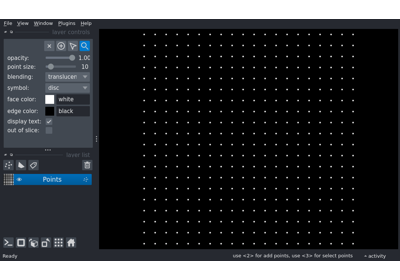 File View Window Plugins Help
layer controls
opacity: 1.00
point size: 10
blending: translucen
symbol: disc
face color: white
edge color: black
display text:
out of slice:
layer list
Points
Ready use <2> for add points, use <3> for select points activity